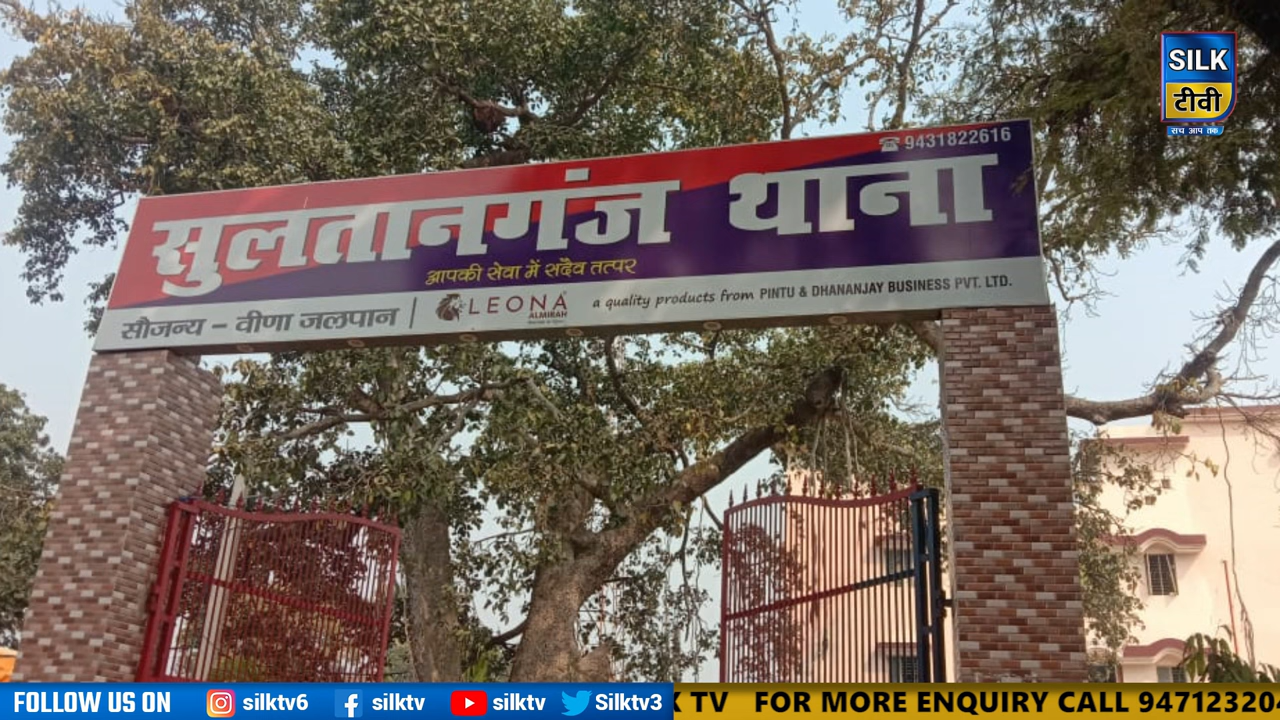 SILK
टीवी
सच आप तक
☎ 9431822616
सुलतानगंज थाना
आपकी सेवा में सदैव तत्पर
सौजन्य - वीणा जलपान | LEONA ALMIRAH a quality products from PINTU & DHANANJAY BUSINESS PVT. LTD.
FOLLOW US ON silktv6 silktv silktv Silktv3 K TV FOR MORE ENQUIRY CALL 947123204